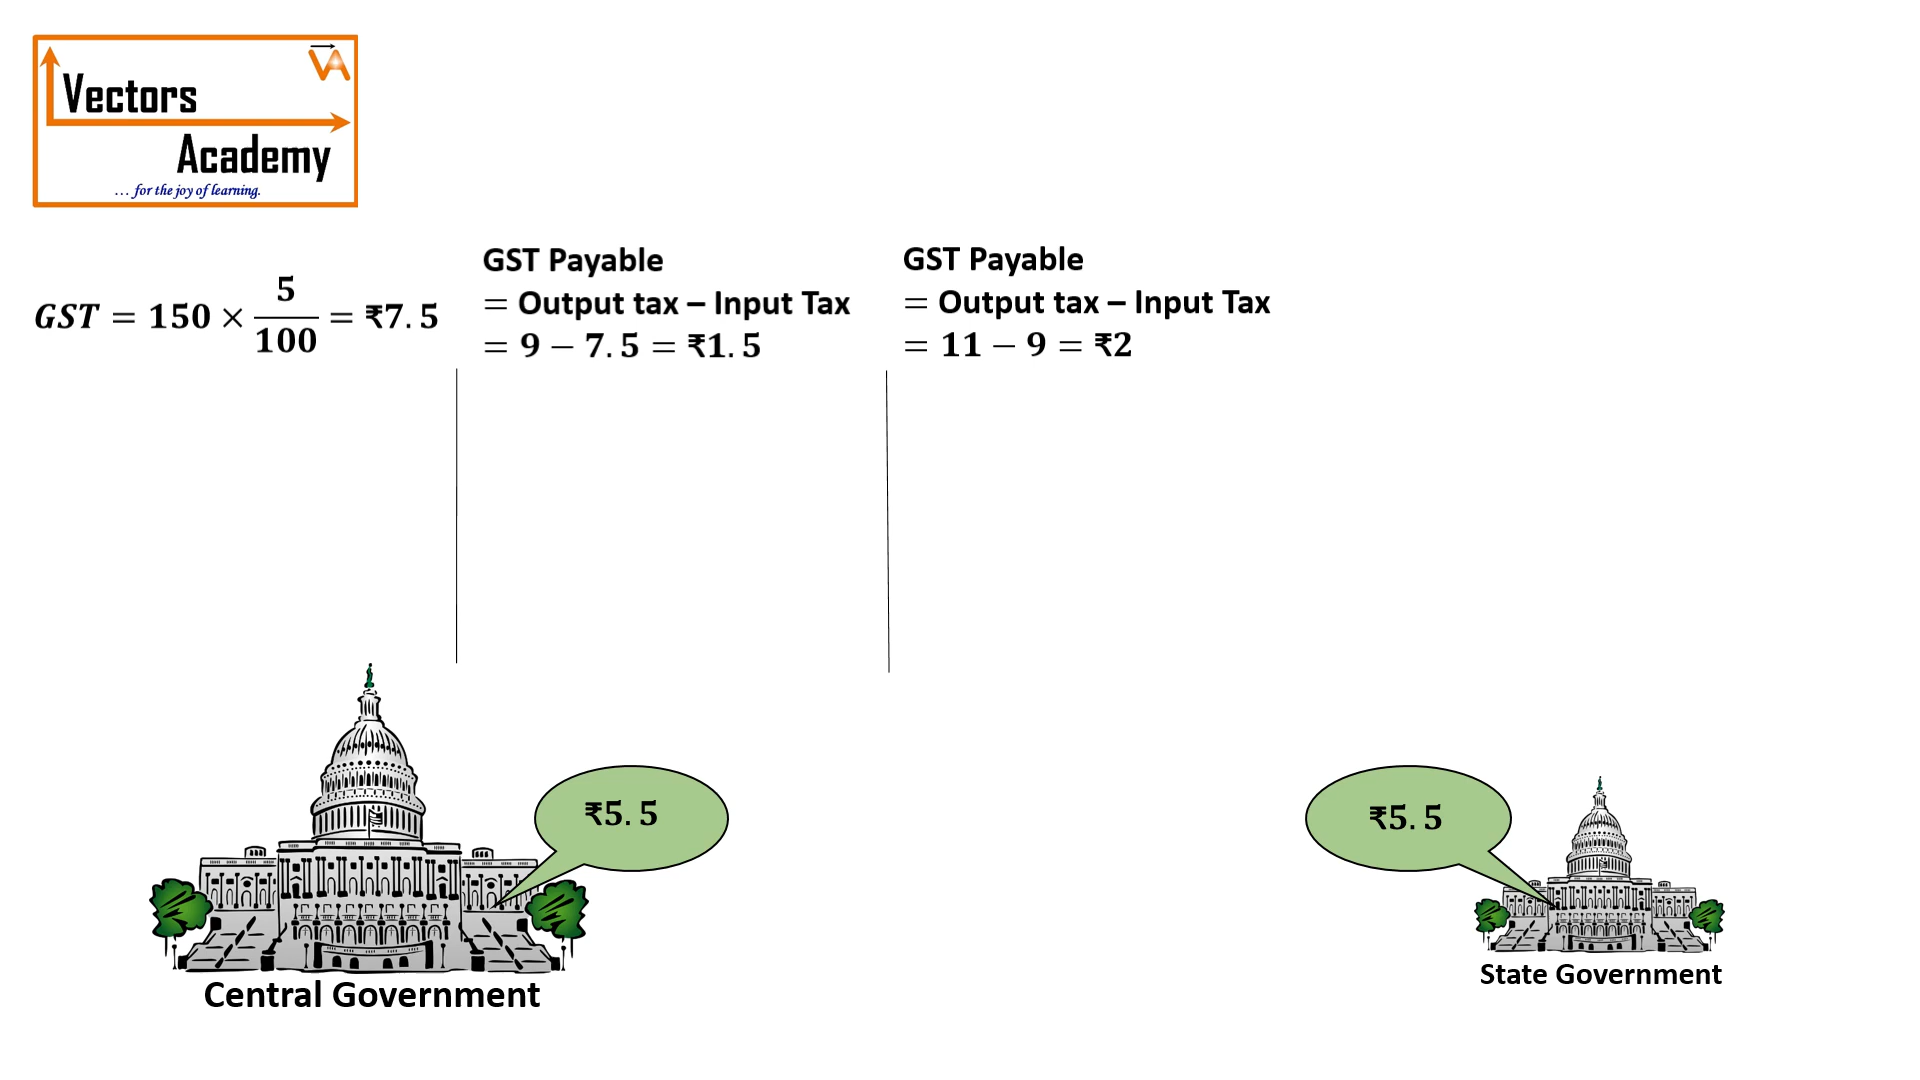 VA
Vectors
Academy
... for the joy of learning.
GST = 150 × 5/100 = ₹7.5
GST Payable
= Output tax – Input Tax
= 9 − 7.5 = ₹1.5
GST Payable
= Output tax – Input Tax
= 11 − 9 = ₹2
₹5.5
Central Government
₹5.5
State Government